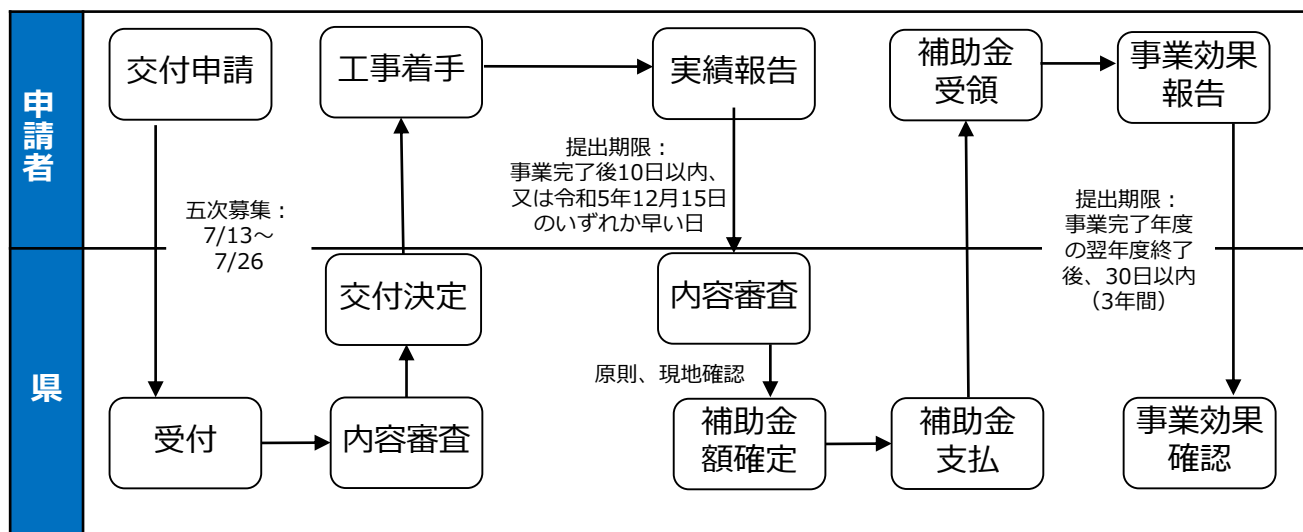 申請者
交付申請
工事着手
実績報告
補助金
受領
事業効果
報告
五次募集：
7/13～
7/26
提出期限：
事業完了後10日以内、
又は令和5年12月15日
のいずれか早い日
提出期限：
事業完了年度
の翌年度終了
後、30日以内
（3年間）
県
交付決定
内容審査
原則、現地確認
受付
内容審査
補助金
額確定
補助金
支払
事業効果
確認